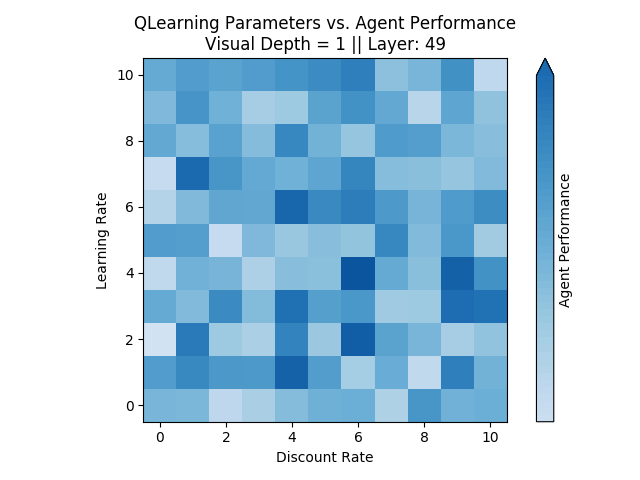 QLearning Parameters vs. Agent Performance
Visual Depth = 1 || Layer: 49
10
8
6
4
2
0
Learning Rate
0 2 4 6 8 10
Discount Rate
Agent Performance